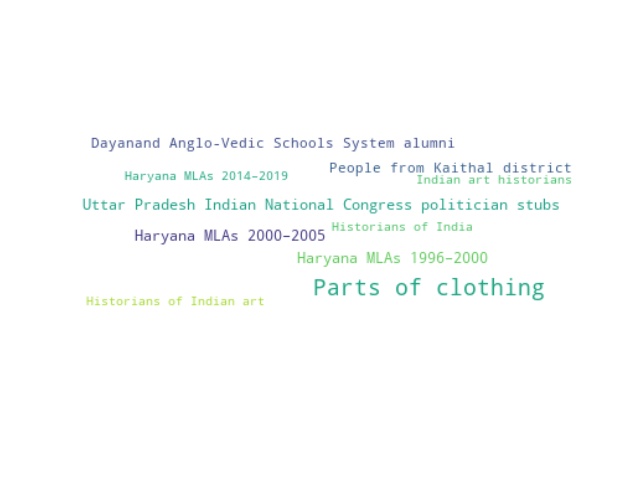 Dayanand Anglo-Vedic Schools System alumni
People from Kaithal district
Haryana MLAs 2014–2019
Indian art historians
Uttar Pradesh Indian National Congress politician stubs
Historians of India
Haryana MLAs 2000–2005
Haryana MLAs 1996–2000
Parts of clothing
Historians of Indian art